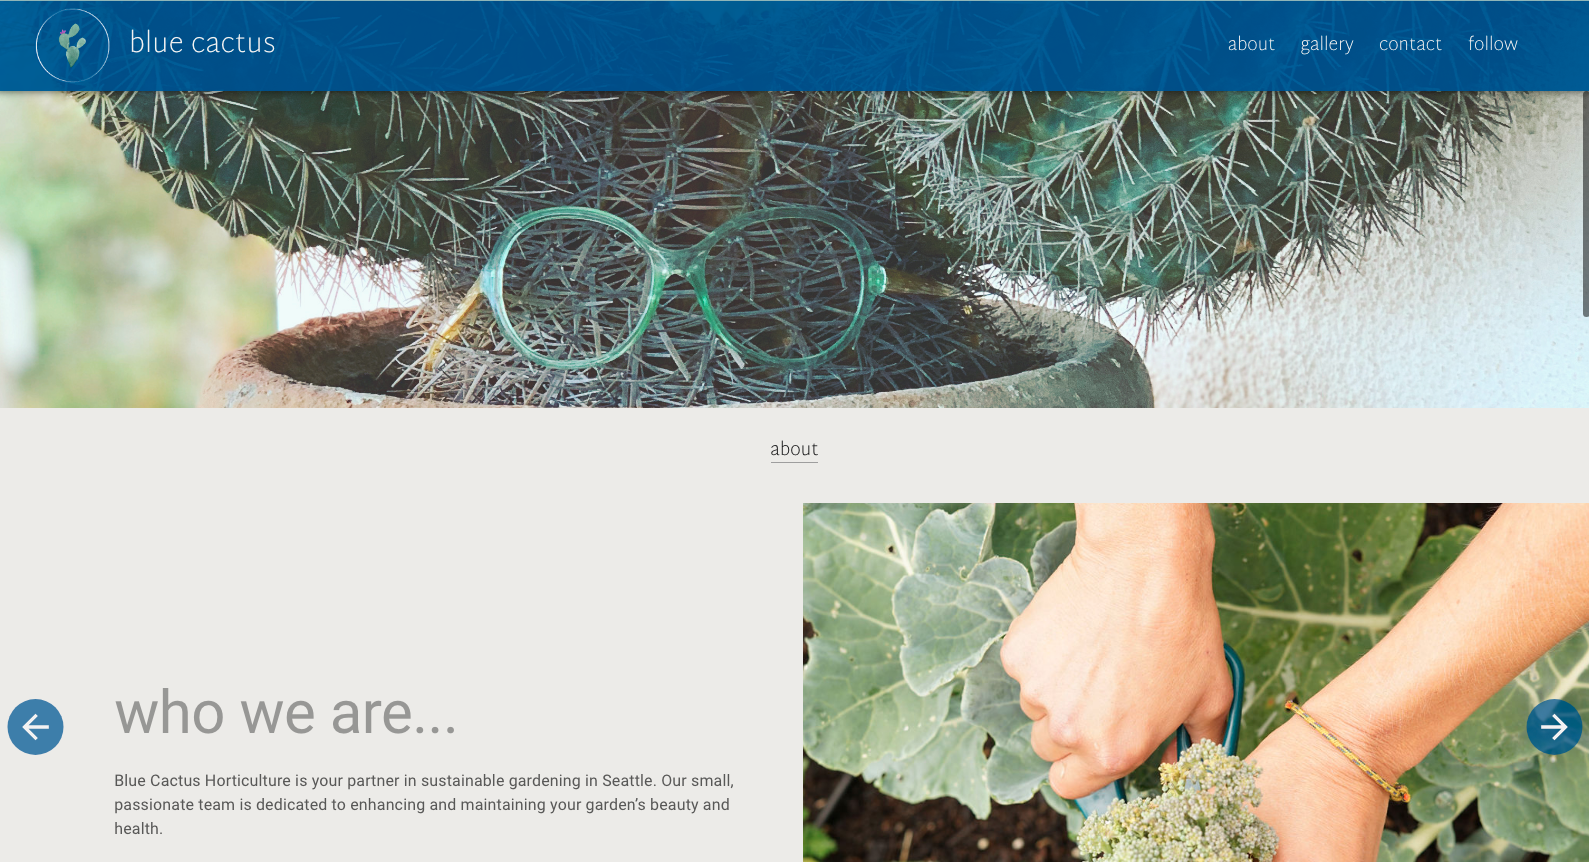 blue cactus
about gallery contact follow
about
who we are...
Blue Cactus Horticulture is your partner in sustainable gardening in Seattle. Our small,
passionate team is dedicated to enhancing and maintaining your garden's beauty and
health.